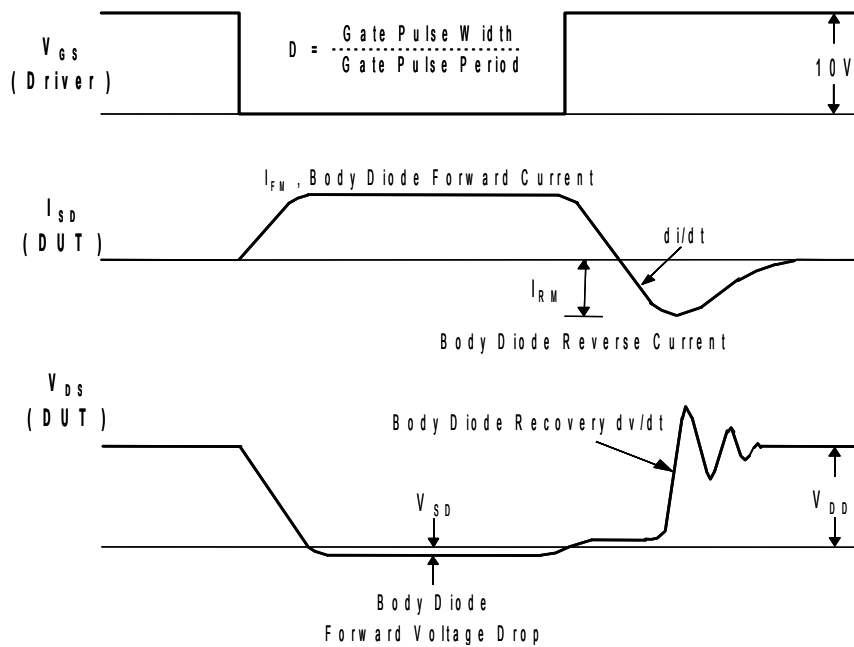 V GS
( Driver )
D = Gate Pulse Width
Gate Pulse Period
10V
I FM , Body Diode Forward Current
I SD
( DUT )
di/dt
I RM
Body Diode Reverse Current
V DS
( DUT )
Body Diode Recovery dv/dt
V SD
V DD
Body Diode
Forward Voltage Drop